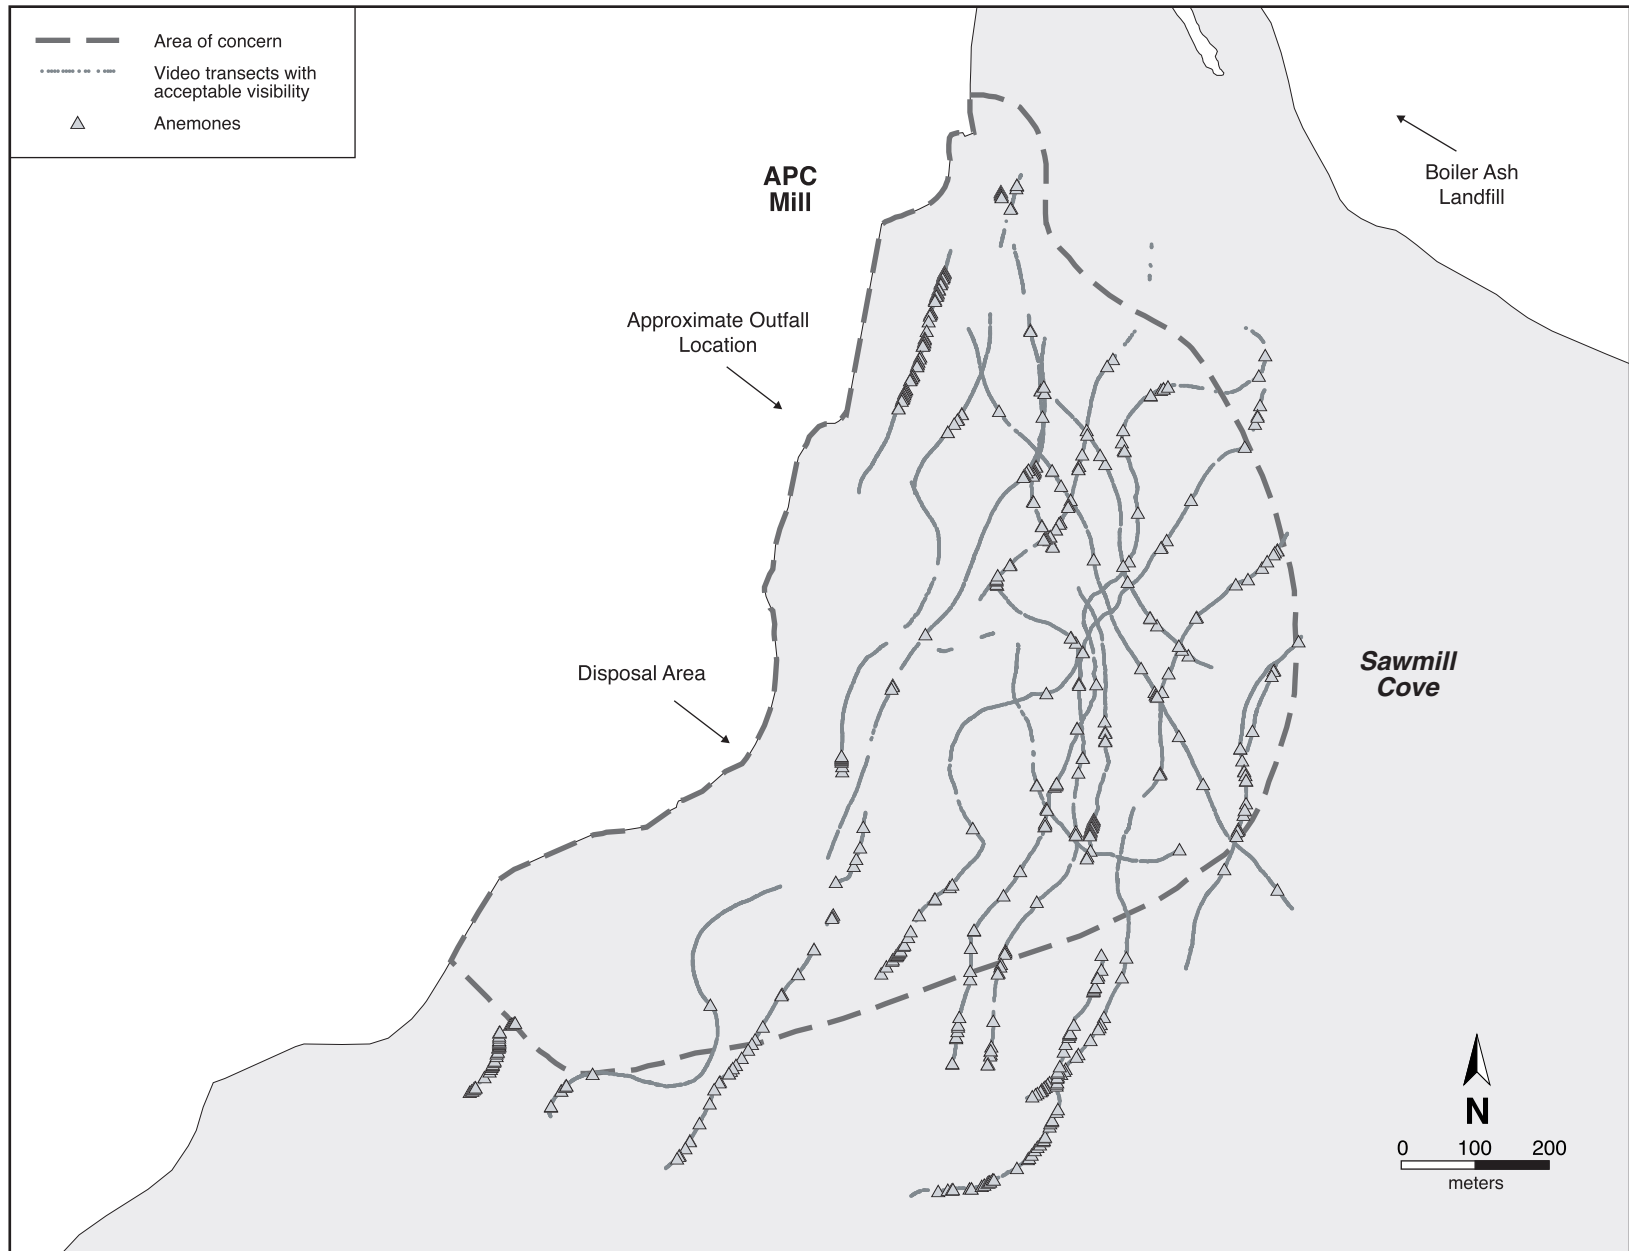 Area of concern
Video transects with
acceptable visibility
Anemones
APC
Mill
Boiler Ash
Landfill
Approximate Outfall
Location
Disposal Area
Sawmill
Cove
N
0 100 200
meters